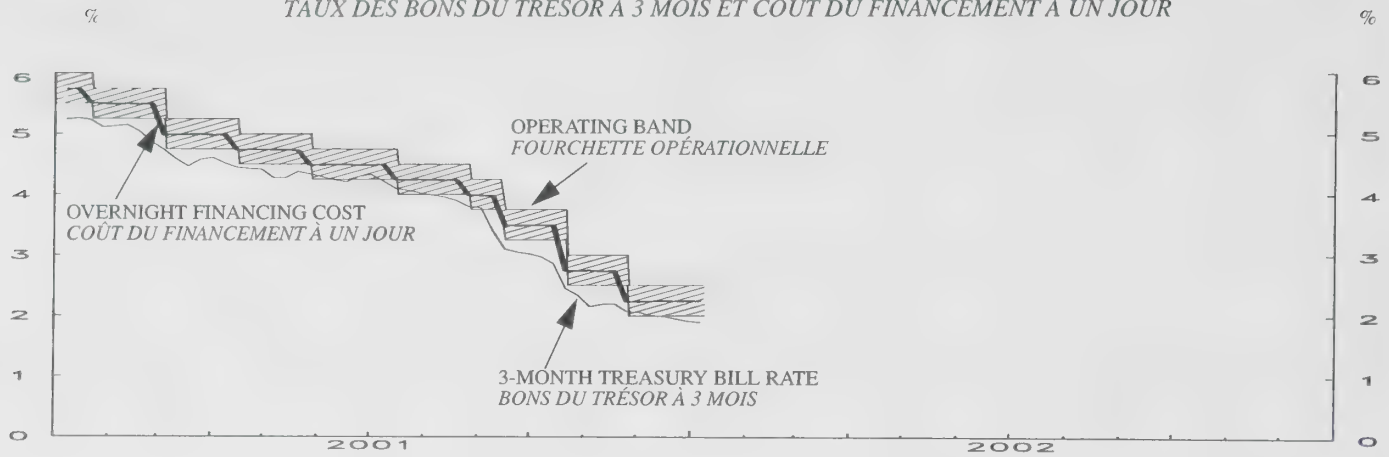 TAUX DES BONS DU TRÉSOR À 3 MOIS ET COÛT DU FINANCEMENT À UN JOUR
% %
6 6
5 5
OPERATING BAND
FOURCHETTE OPÉRATIONNELLE
4 4
OVERNIGHT FINANCING COST
COÛT DU FINANCEMENT À UN JOUR
3 3
2 2
3-MONTH TREASURY BILL RATE
BONS DU TRÉSOR À 3 MOIS
1 1
0 0
2001 2002